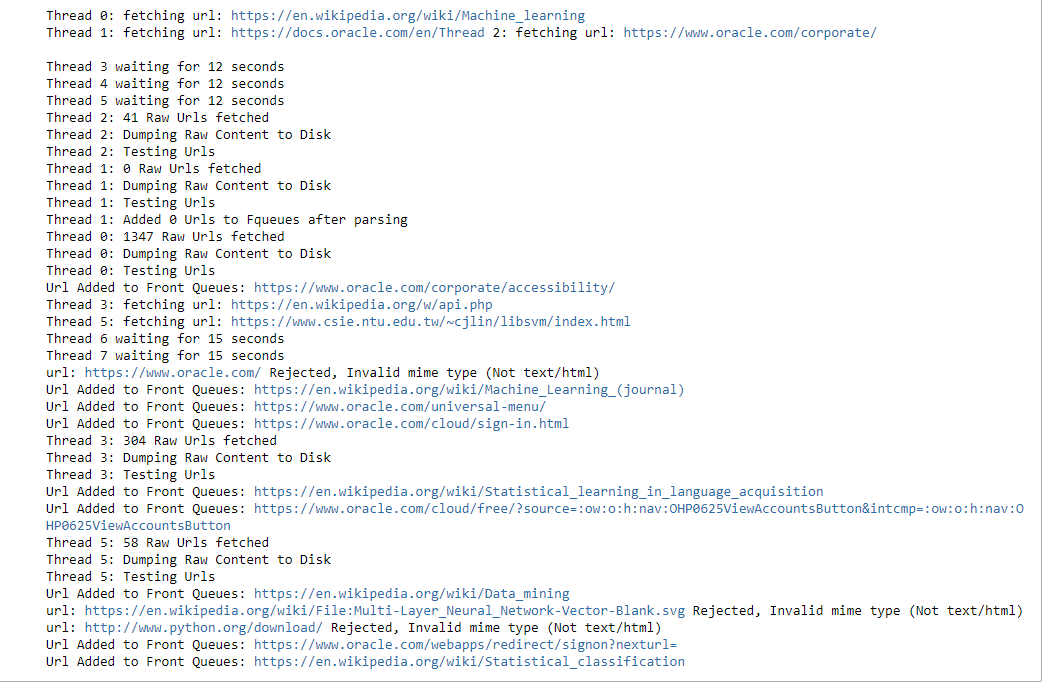 Thread 0: fetching url: https://en.wikipedia.org/wiki/Machine_learning
Thread 1: fetching url: https://docs.oracle.com/en/Thread 2: fetching url: https://www.oracle.com/corporate/
Thread 3 waiting for 12 seconds
Thread 4 waiting for 12 seconds
Thread 5 waiting for 12 seconds
Thread 2: 41 Raw Urls fetched
Thread 2: Dumping Raw Content to Disk
Thread 2: Testing Urls
Thread 1: 0 Raw Urls fetched
Thread 1: Dumping Raw Content to Disk
Thread 1: Testing Urls
Thread 1: Added 0 Urls to Fqueues after parsing
Thread 0: 1347 Raw Urls fetched
Thread 0: Dumping Raw Content to Disk
Thread 0: Testing Urls
Url Added to Front Queues: https://www.oracle.com/corporate/accessibility/
Thread 3: fetching url: https://en.wikipedia.org/w/api.php
Thread 5: fetching url: https://www.csie.ntu.edu.tw/~cjlin/libsvm/index.html
Thread 6 waiting for 15 seconds
Thread 7 waiting for 15 seconds
url: https://www.oracle.com/ Rejected, Invalid mime type (Not text/html)
Url Added to Front Queues: https://en.wikipedia.org/wiki/Machine_Learning_(journal)
Url Added to Front Queues: https://www.oracle.com/universal-menu/
Url Added to Front Queues: https://www.oracle.com/cloud/sign-in.html
Thread 3: 304 Raw Urls fetched
Thread 3: Dumping Raw Content to Disk
Thread 3: Testing Urls
Url Added to Front Queues: https://en.wikipedia.org/wiki/Statistical_learning_in_language_acquisition
Url Added to Front Queues: https://www.oracle.com/cloud/free/?source=:ow:o:h:nav:OHP0625ViewAccountsButton&intcmp=:ow:o:h:nav:O
HP0625ViewAccountsButton
Thread 5: 58 Raw Urls fetched
Thread 5: Dumping Raw Content to Disk
Thread 5: Testing Urls
Url Added to Front Queues: https://en.wikipedia.org/wiki/Data_mining
url: https://en.wikipedia.org/wiki/File:Multi-Layer_Neural_Network-Vector-Blank.svg Rejected, Invalid mime type (Not text/html)
url: http://www.python.org/download/ Rejected, Invalid mime type (Not text/html)
Url Added to Front Queues: https://www.oracle.com/webapps/redirect/signon?nexturl=
Url Added to Front Queues: https://en.wikipedia.org/wiki/Statistical_classification